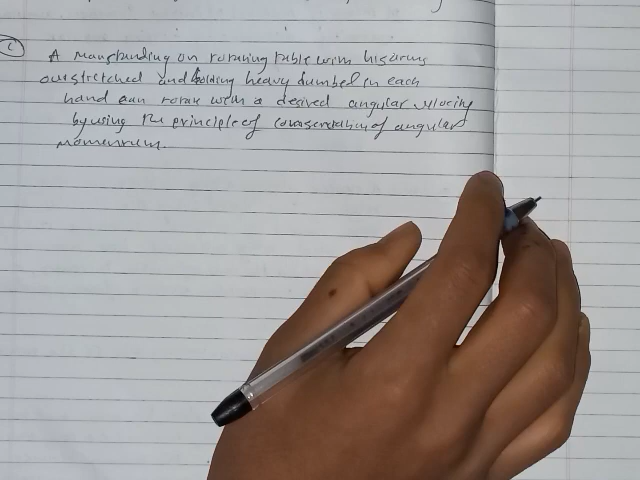 A man standing on rotating table with his arms
outstretched and holding heavy dumbel in each
hand can rotate with a desired angular velocity
by using the principle of conservation of angular
momentum.